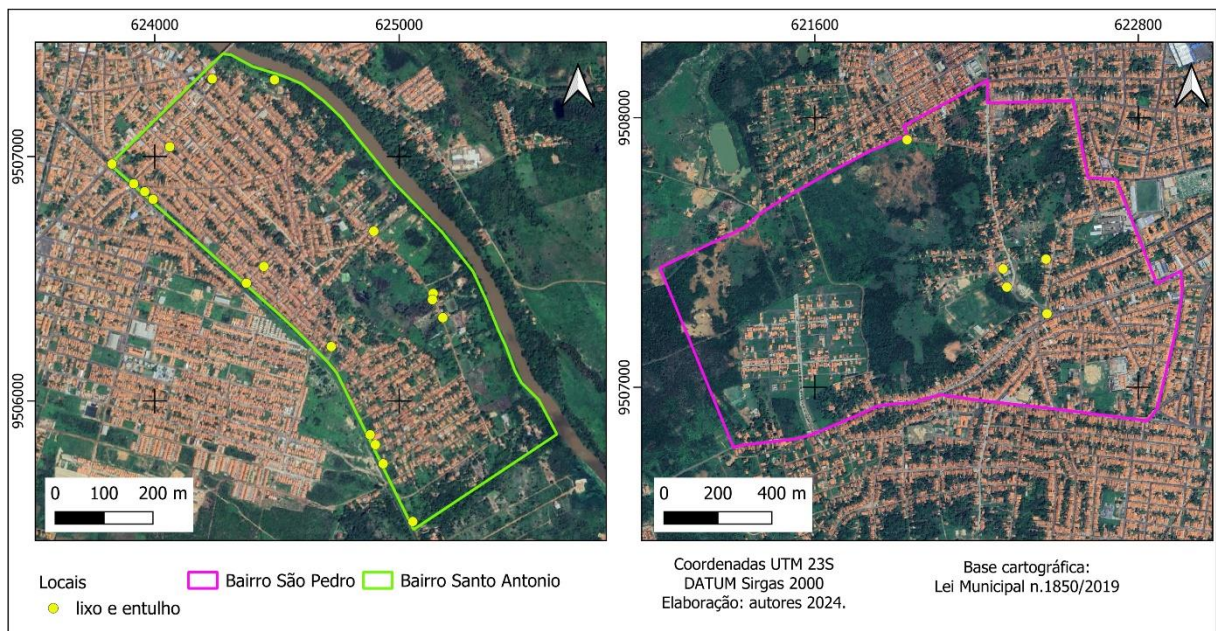 624000 625000
9507000
9506000
0 100 200 m
621600 622800
9508000
9507000
0 200 400 m
Locais
Bairro São Pedro
Bairro Santo Antonio
lixo e entulho
Coordenadas UTM 23S
DATUM Sirgas 2000
Elaboração: autores 2024.
Base cartográfica:
Lei Municipal n.1850/2019